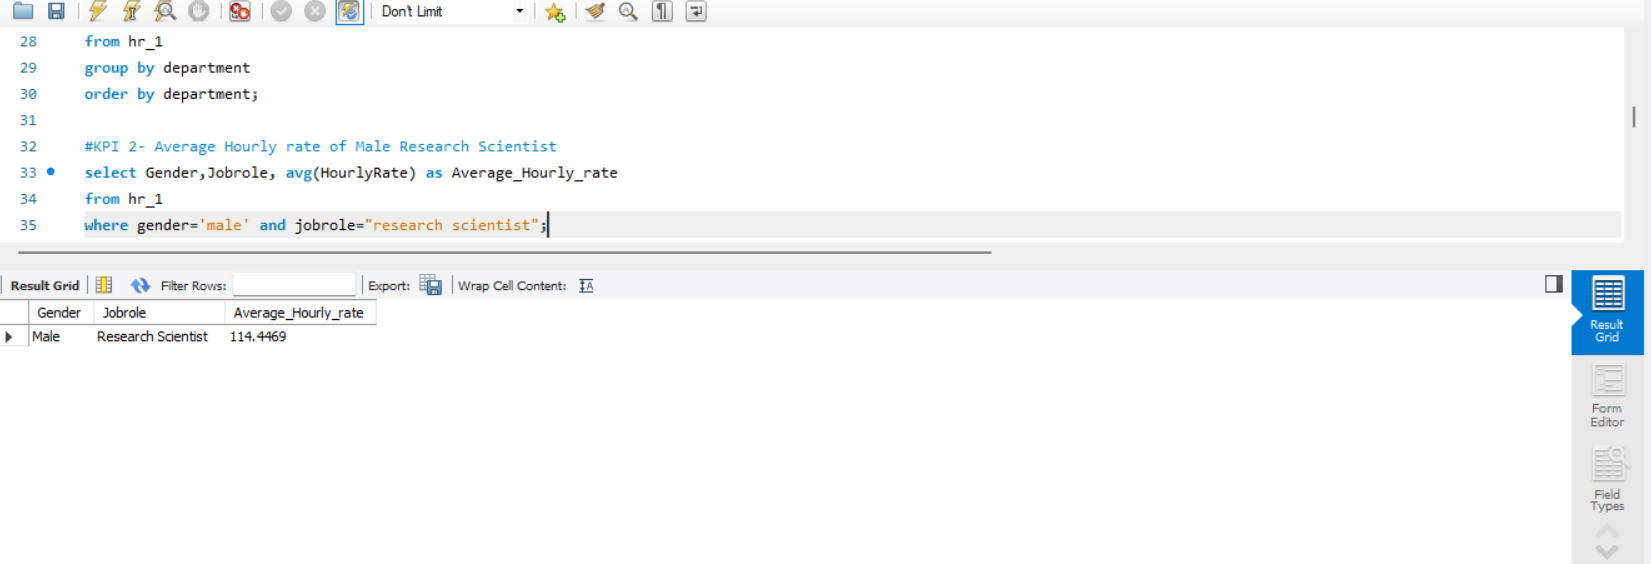 Don't Limit
28 from hr_1
29 group by department
30 order by department;
31
32 #KPI 2- Average Hourly rate of Male Research Scientist
33 select Gender,Jobrole, avg(HourlyRate) as Average_Hourly_rate
34 from hr_1
35 where gender='male' and jobrole="research scientist";
Result Grid Filter Rows: Export: Wrap Cell Content:
Gender Jobrole Average_Hourly_rate
Male Research Scientist 114.4469
Result
Grid
Form
Editor
Field
Types